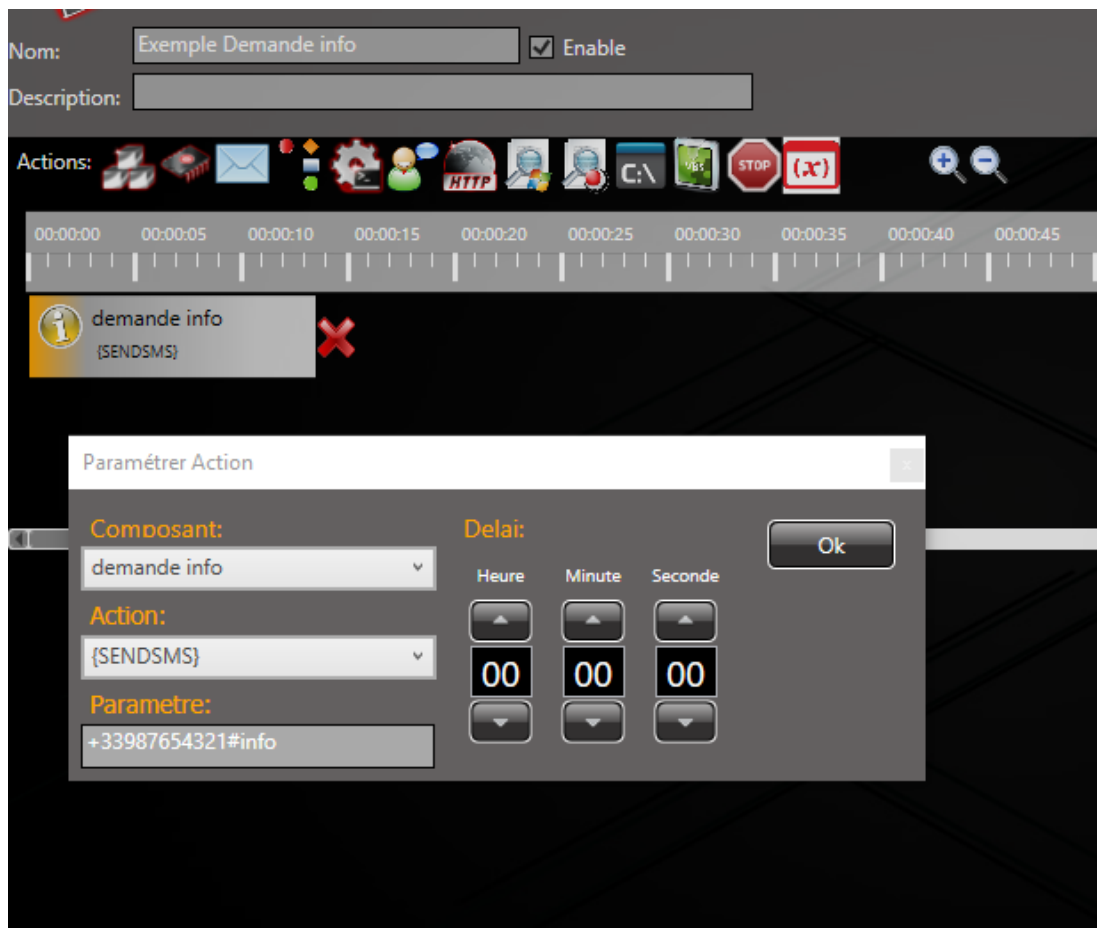 Nom: Exemple Demande info Enable
Description:
Actions: HTTP C:\ VBS STOP (x)
00:00:00 00:00:05 00:00:10 00:00:15 00:00:20 00:00:25 00:00:30 00:00:35 00:00:40 00:00:45
demande info
{SENDSMS}
Paramétrer Action x
Composant:
demande info
Action:
{SENDSMS}
Parametre:
+33987654321#info
Delai:
Heure Minute Seconde
00 00 00
Ok